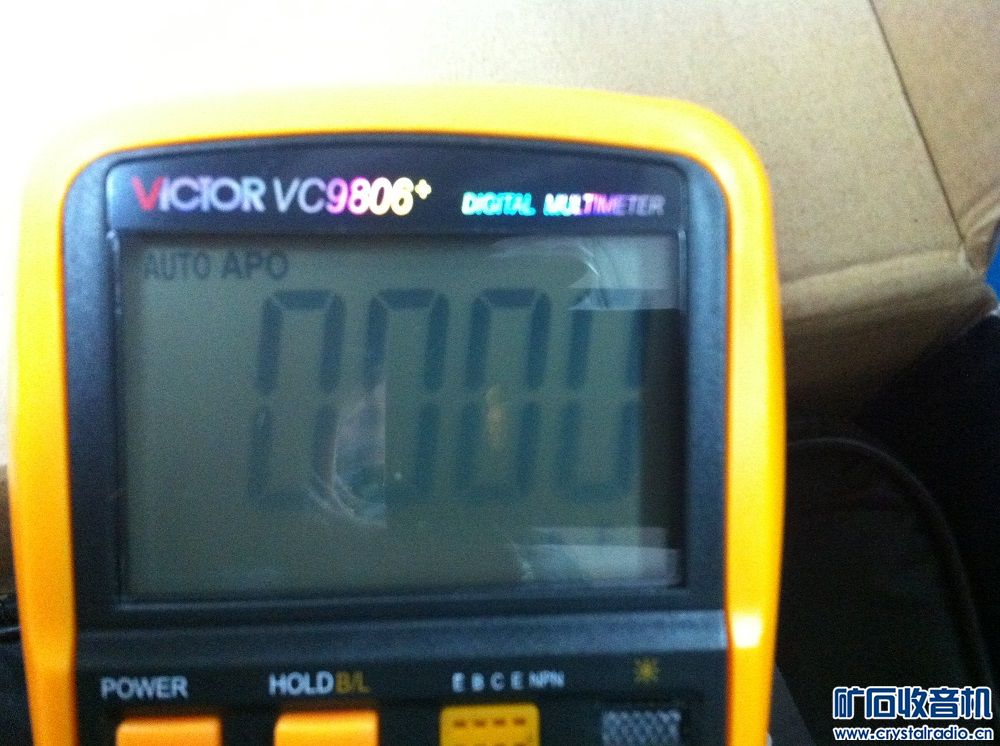 VICTOR VC9806+ DIGITAL MULTIMETER
AUTO APO
0000
POWER HOLD B/L E B C E NPN
矿石收音机
www.crystalradio.cn